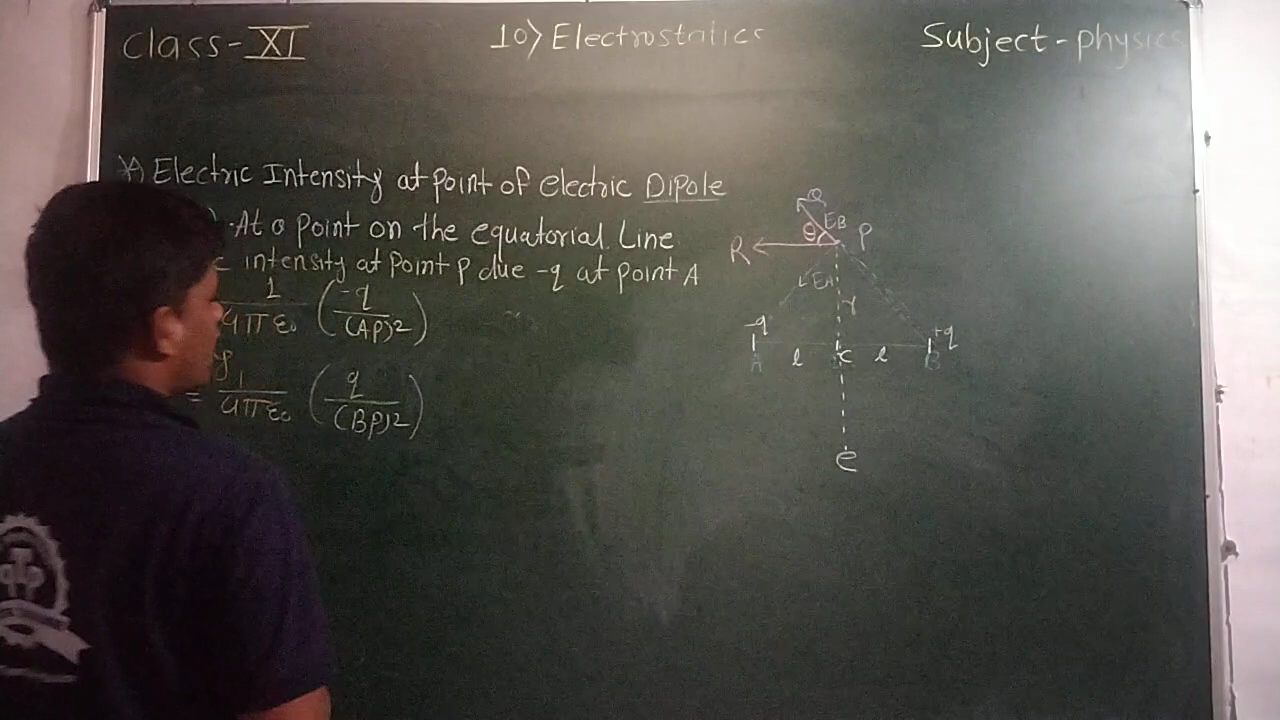 Class-XI
10) Electrostatics
Subject-physics
*) Electric Intensity at point of electric Dipole
) At a point on the equatorial Line
intensity at Point P due -q at point A
1/4πε₀ (-q/(AP)2)
= 1/4πε₀ (q/(BP)2)
Q
EB
P
θ
R
EA
r
-q
+q
A
l
C
l
B
e